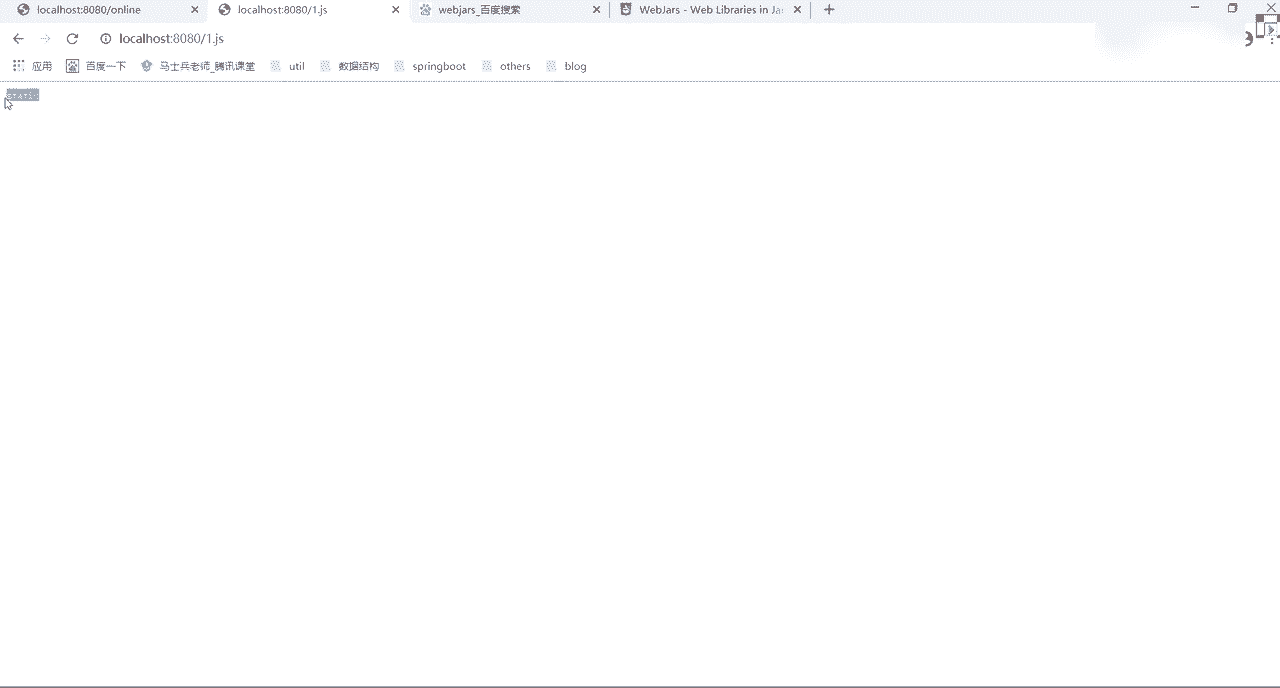 localhost:8080/online
localhost:8080/1.js
webjars_百度搜索
WebJars - Web Libraries in Ja
localhost:8080/1.js
应用
百度一下
马士兵老师_腾讯课堂
util
数据结构
springboot
others
blog
static